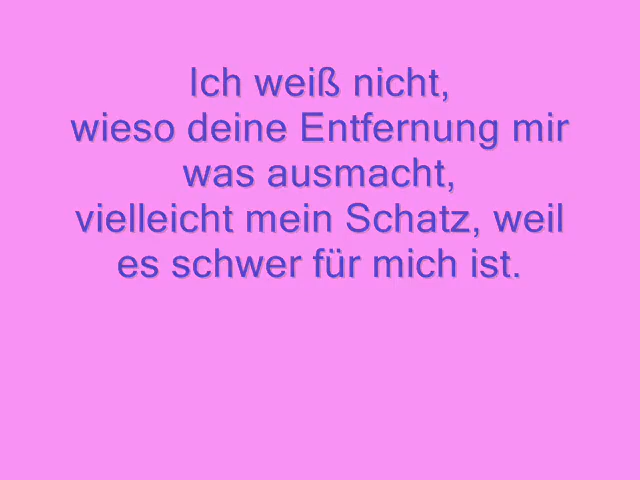 Ich weiß nicht,
wieso deine Entfernung mir
was ausmacht,
vielleicht mein Schatz, weil
es schwer für mich ist.